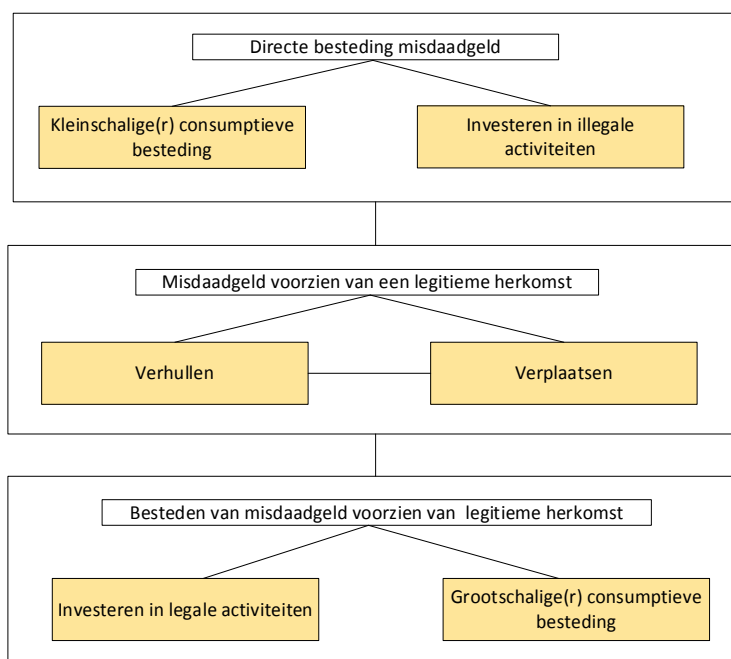 Directe besteding misdaadgeld
Kleinschalige(r) consumptieve
besteding
Investeren in illegale
activiteiten
Misdaadgeld voorzien van een legitieme herkomst
Verhullen
Verplaatsen
Besteden van misdaadgeld voorzien van  legitieme herkomst
Investeren in legale activiteiten
Grootschalige(r) consumptieve
besteding